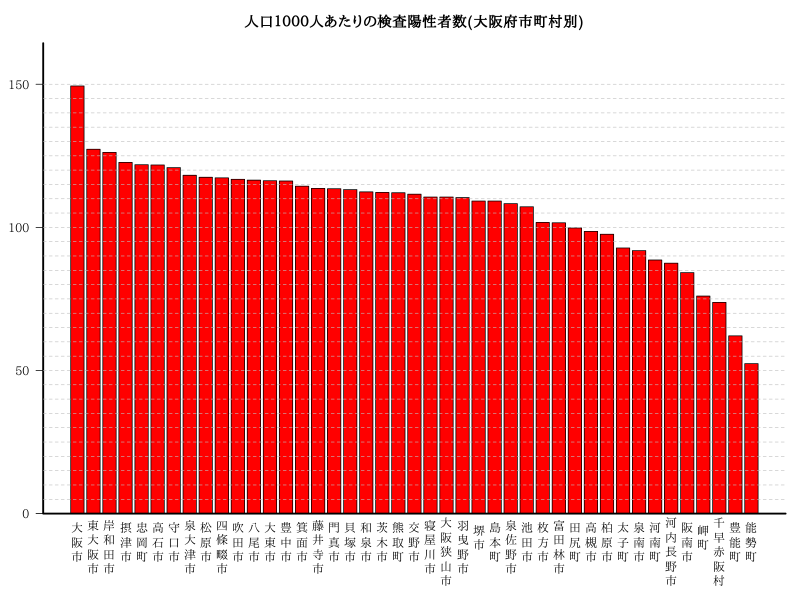 人口1000人あたりの検査陽性者数(大阪府市町村別)
150
100
50
0
大阪市
東大阪市
岸和田市
摂津市
忠岡町
高石市
守口市
泉大津市
松原市
四條畷市
吹田市
八尾市
大東市
豊中市
箕面市
藤井寺市
門真市
貝塚市
和泉市
茨木市
熊取町
交野市
寝屋川市
大阪狭山市
羽曳野市
堺市
島本町
泉佐野市
池田市
枚方市
富田林市
田尻町
高槻市
柏原市
太子町
泉南市
河南町
河内長野市
阪南市
岬町
千早赤阪村
豊能町
能勢町